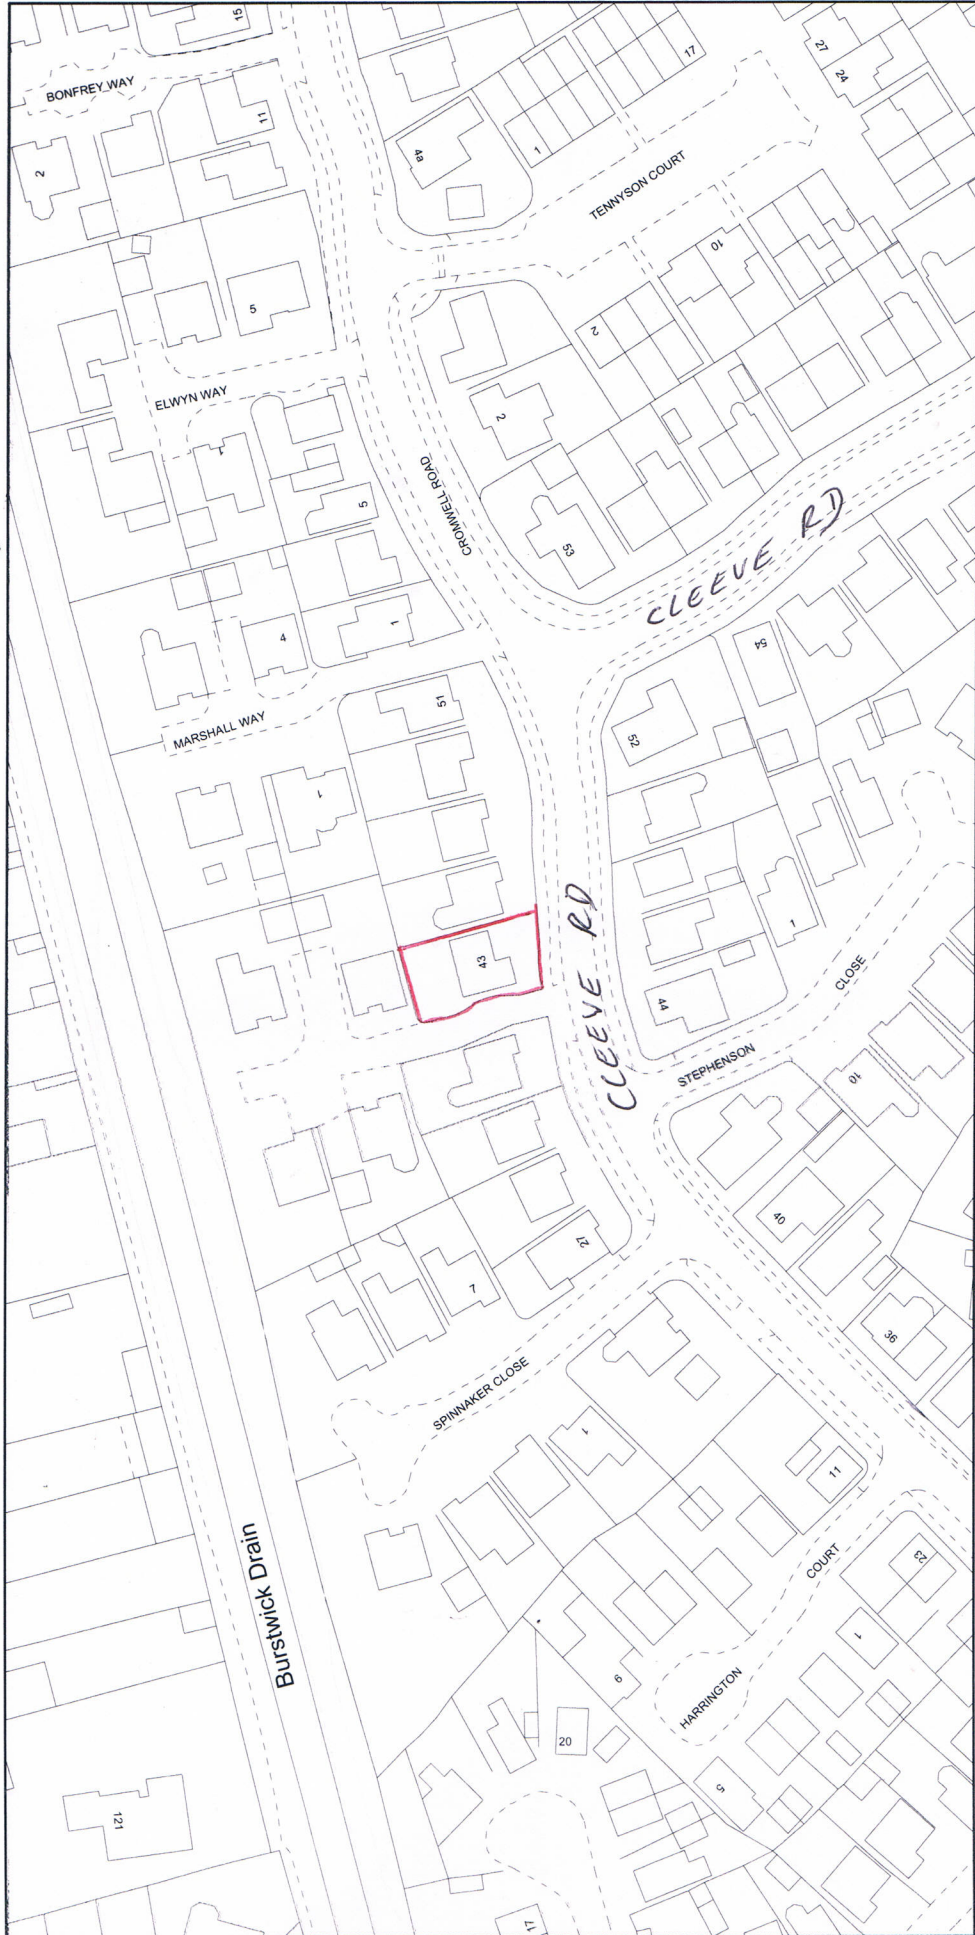 15
BONFREY WAY
11
2
4a
1
17
27
24
TENNYSON COURT
10
5
2
ELWYN WAY
1
2
5
CROMWELL ROAD
53
CLEEVE RD
4
1
54
MARSHALL WAY
51
52
1
43
CLEEVE RD
1
CLOSE
44
STEPHENSON
10
40
27
7
36
SPINNAKER CLOSE
1
11
Burstwick Drain
COURT
23
1
9
HARRINGTON
20
5
121
17